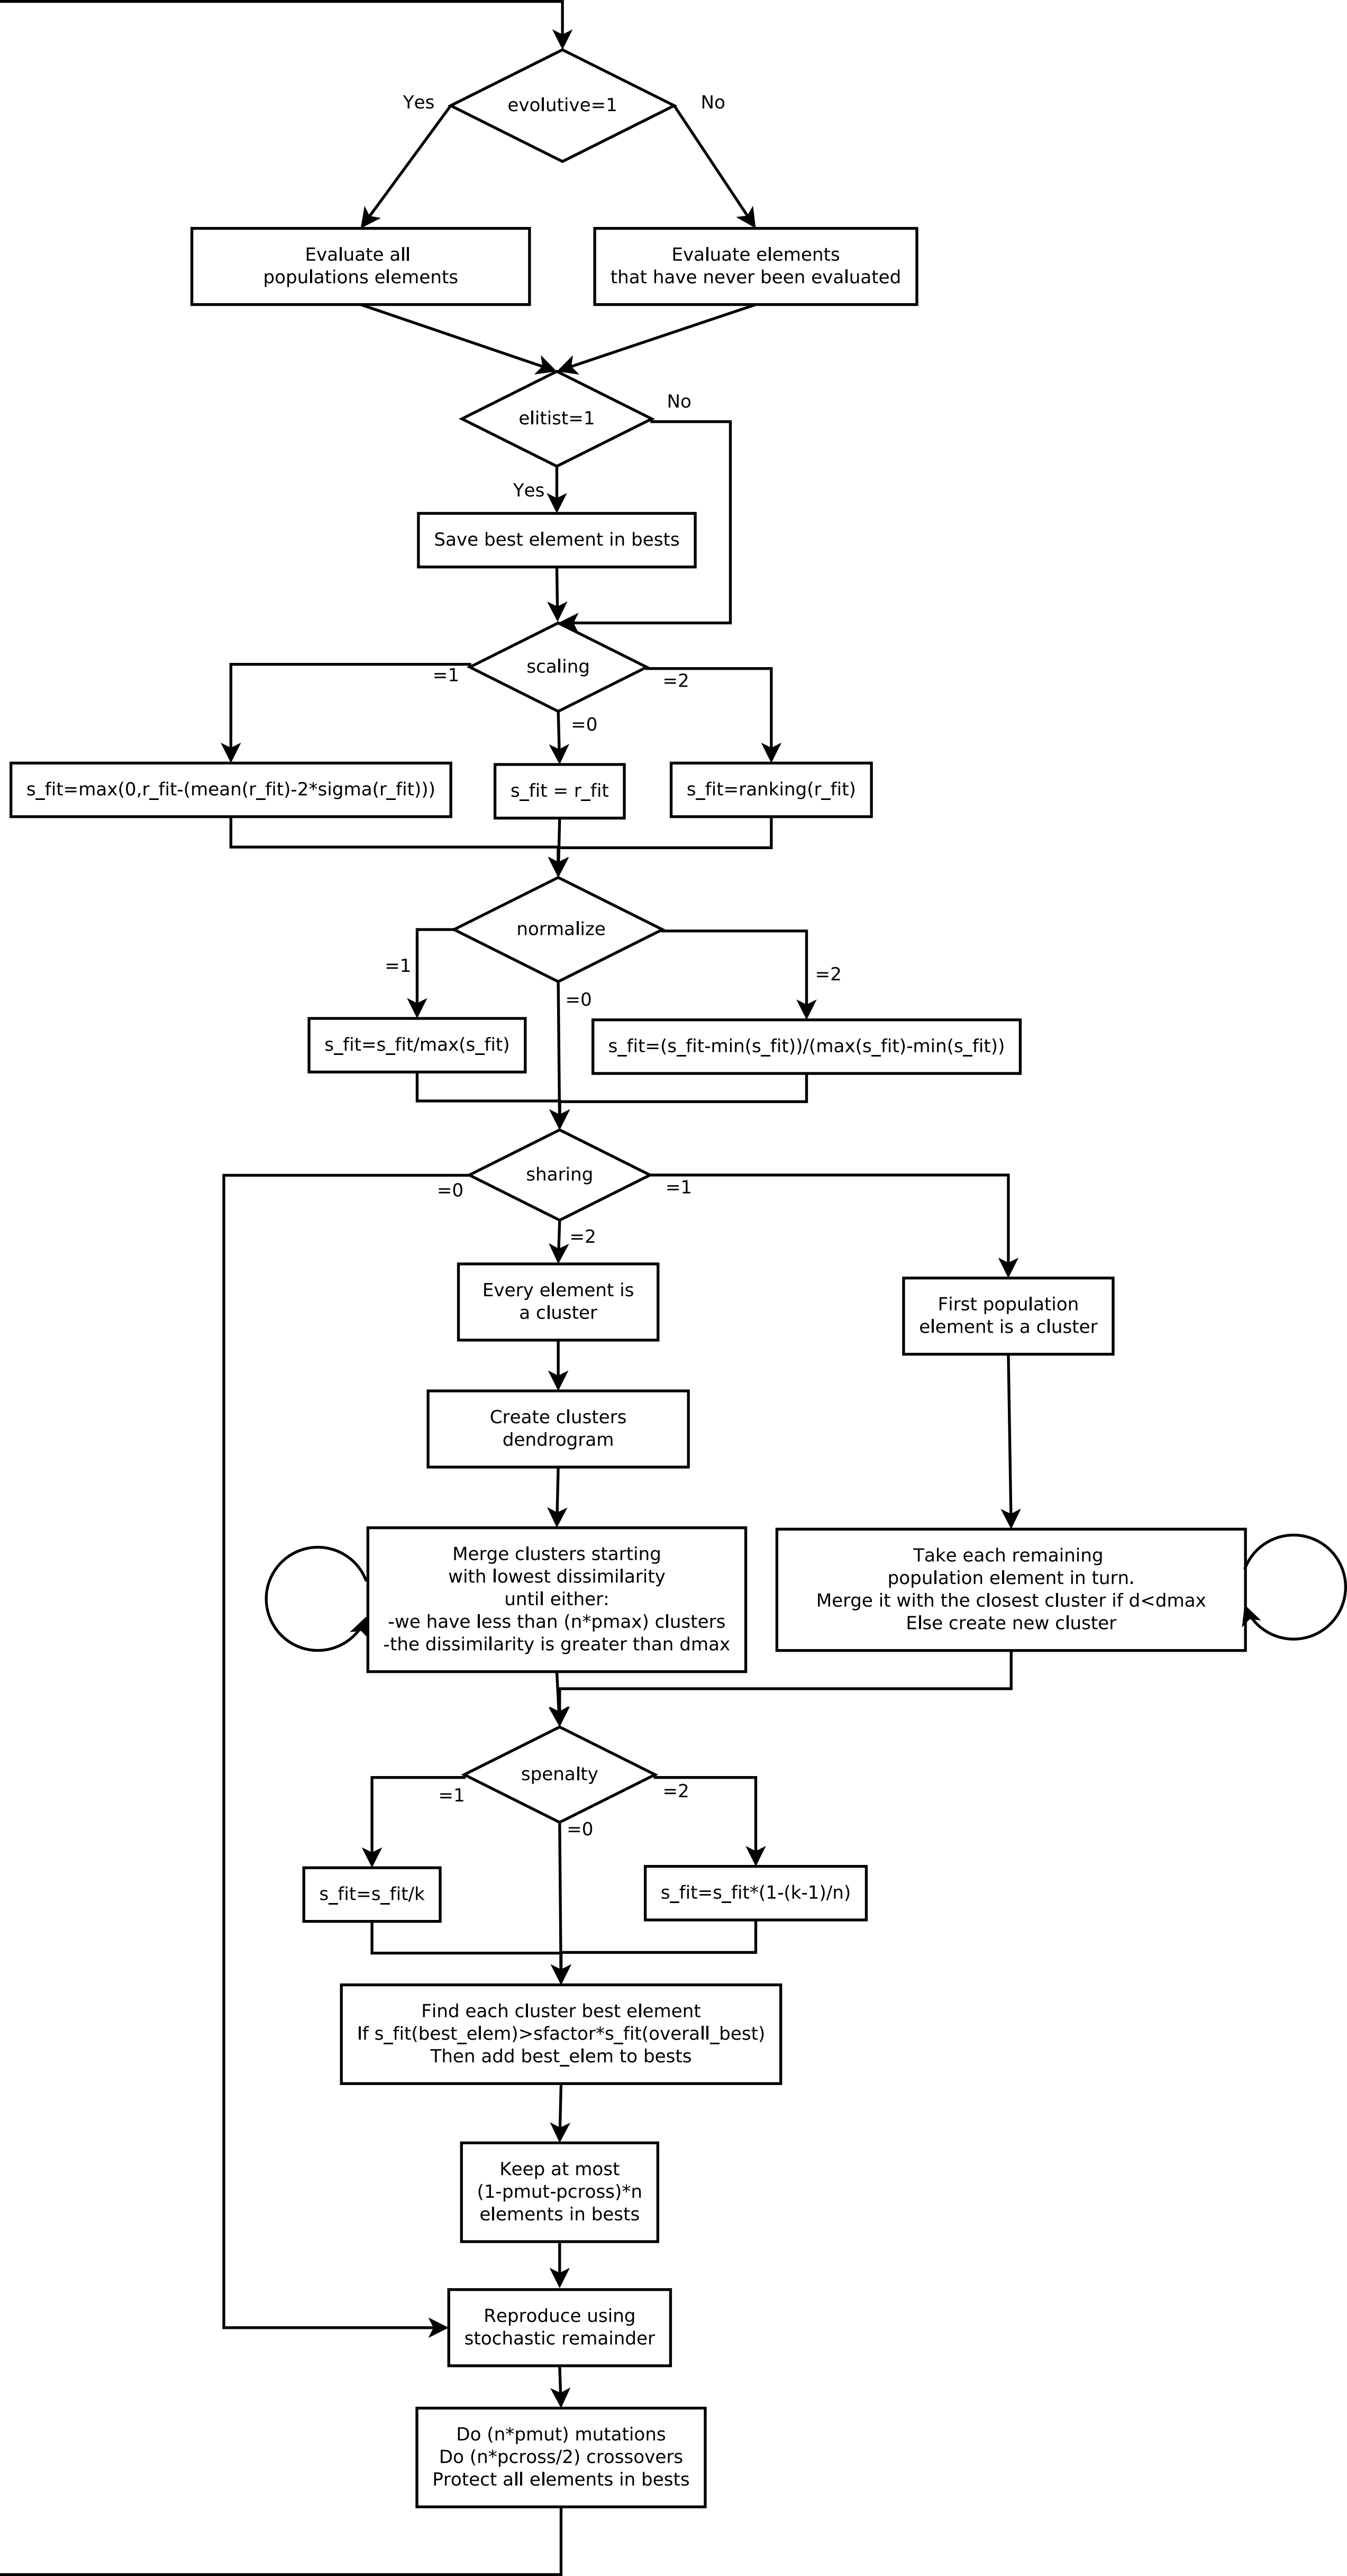 Yes
evolutive=1
No
Evaluate all
populations elements
Evaluate elements
that have never been evaluated
elitist=1
No
Yes
Save best element in bests
scaling
=1
=2
=0
s_fit=max(0,r_fit-(mean(r_fit)-2*sigma(r_fit)))
s_fit = r_fit
s_fit=ranking(r_fit)
normalize
=1
=2
=0
s_fit=s_fit/max(s_fit)
s_fit=(s_fit-min(s_fit))/(max(s_fit)-min(s_fit))
sharing
=0
=1
=2
Every element is
a cluster
First population
element is a cluster
Create clusters
dendrogram
Merge clusters starting
with lowest dissimilarity
until either:
-we have less than (n*pmax) clusters
-the dissimilarity is greater than dmax
Take each remaining
population element in turn.
Merge it with the closest cluster if d<dmax
Else create new cluster
spenalty
=1
=2
=0
s_fit=s_fit/k
s_fit=s_fit*(1-(k-1)/n)
Find each cluster best element
If s_fit(best_elem)>sfactor*s_fit(overall_best)
Then add best_elem to bests
Keep at most
(1-pmut-pcross)*n
elements in bests
Reproduce using
stochastic remainder
Do (n*pmut) mutations
Do (n*pcross/2) crossovers
Protect all elements in bests